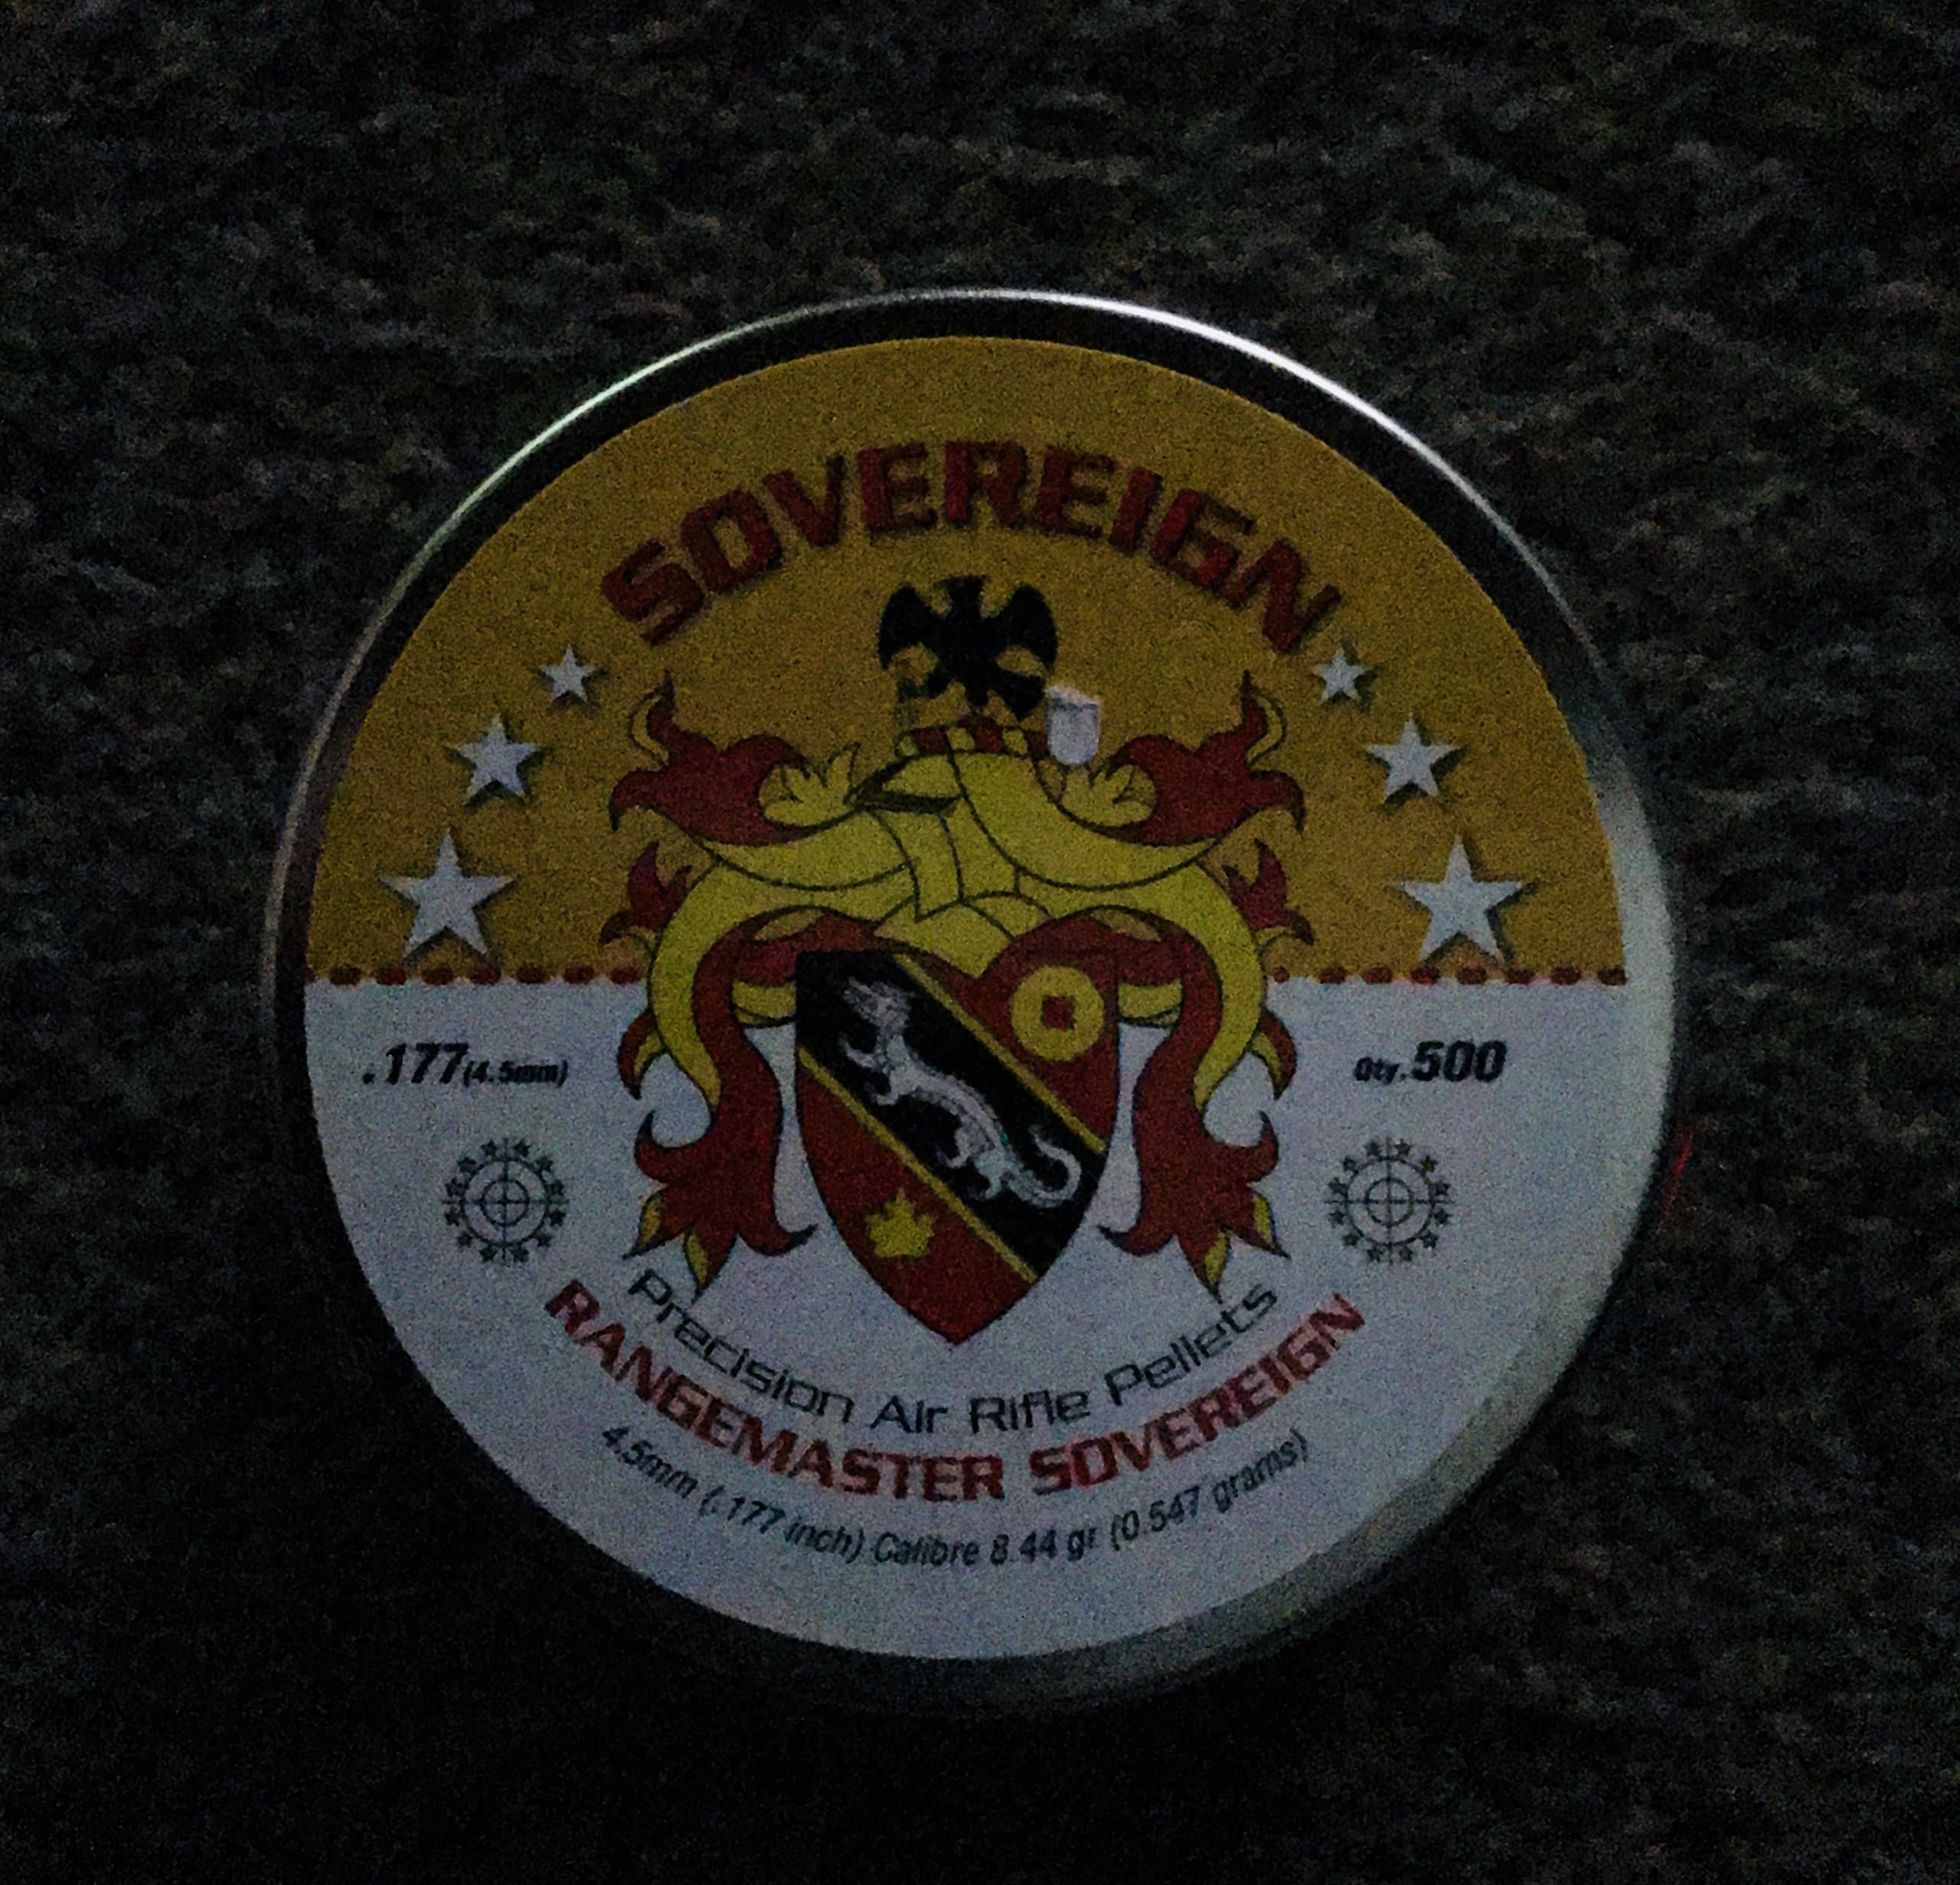 SOVEREIGN
.177(4.5mm)
Qty.500
Precision Air Rifle Pellets
RANGEMASTER SOVEREIGN
4.5mm (.177 inch) Calibre 8.44 gr (0.547 grams)